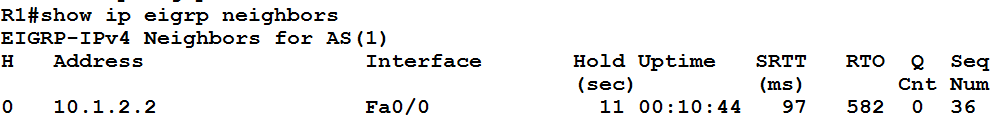 R1#show ip eigrp neighbors
EIGRP-IPv4 Neighbors for AS(1)
H   Address                 Interface              Hold Uptime   SRTT   RTO  Q  Seq
                                                   (sec)         (ms)       Cnt Num
0   10.1.2.2                Fa0/0                    11 00:10:44   97   582  0  36